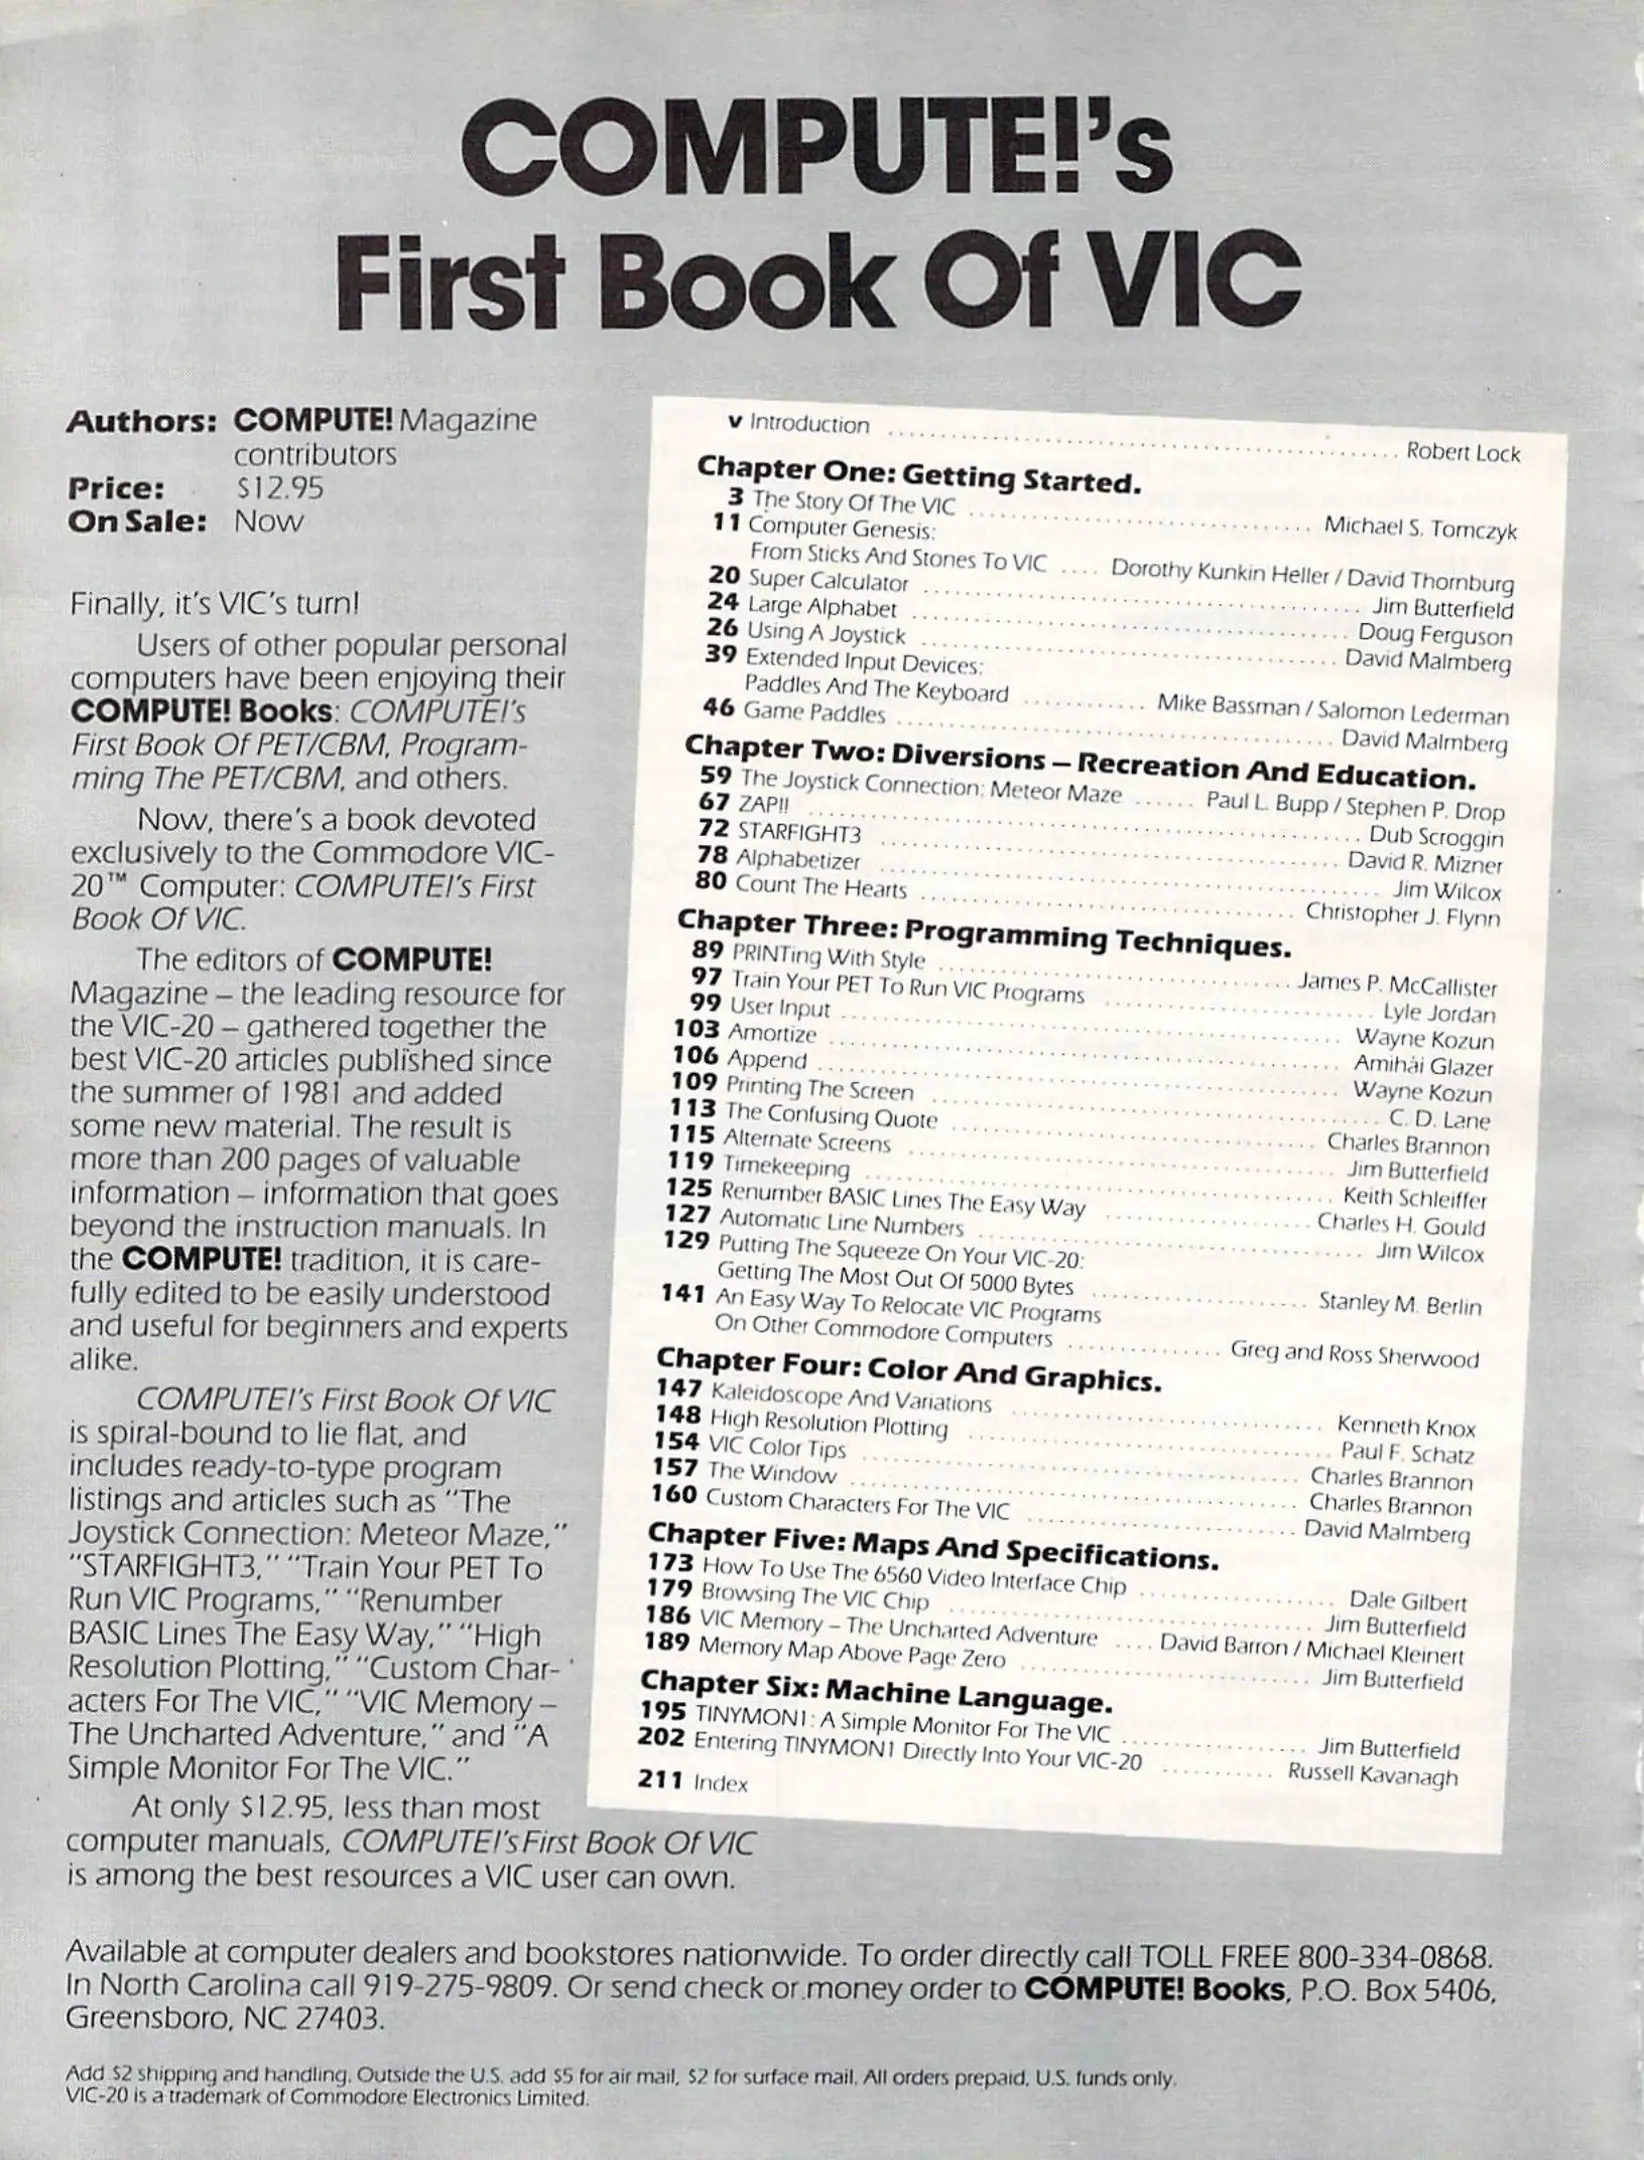 COMPUTE!'s
First Book Of VIC
Authors: COMPUTE! Magazine
contributors
Price: $12.95
On Sale: Now
Finally, it's VIC's turn!
Users of other popular personal
computers have been enjoying their
COMPUTE! Books: COMPUTE!'s
First Book Of PET/CBM, Program-
ming The PET/CBM, and others.
Now, there's a book devoted
exclusively to the Commodore VIC-
20™ Computer: COMPUTE!'s First
Book Of VIC.
The editors of COMPUTE!
Magazine – the leading resource for
the VIC-20 – gathered together the
best VIC-20 articles published since
the summer of 1981 and added
some new material. The result is
more than 200 pages of valuable
information – information that goes
beyond the instruction manuals. In
the COMPUTE! tradition, it is care-
fully edited to be easily understood
and useful for beginners and experts
alike.
COMPUTE!'s First Book Of VIC
is spiral-bound to lie flat, and
includes ready-to-type program
listings and articles such as "The
Joystick Connection: Meteor Maze,"
"STARFIGHT3," "Train Your PET To
Run VIC Programs," "Renumber
BASIC Lines The Easy Way," "High
Resolution Plotting," "Custom Char-
acters For The VIC," "VIC Memory –
The Uncharted Adventure," and "A
Simple Monitor For The VIC."
At only $12.95, less than most
computer manuals, COMPUTE!'s First Book Of VIC
is among the best resources a VIC user can own.
v Introduction ........ Robert Lock
Chapter One: Getting Started.
3 The Story Of The VIC ........ Michael S. Tomczyk
11 Computer Genesis:
From Sticks And Stones To VIC .... Dorothy Kunkin Heller / David Thornburg
20 Super Calculator ........ Jim Butterfield
24 Large Alphabet ........ Doug Ferguson
26 Using A Joystick ........ David Malmberg
39 Extended Input Devices:
Paddles And The Keyboard ........ Mike Bassman / Salomon Lederman
46 Game Paddles ........ David Malmberg
Chapter Two: Diversions – Recreation And Education.
59 The Joystick Connection: Meteor Maze ...... Paul L. Bupp / Stephen P. Drop
67 ZAP!! ........ Dub Scroggin
72 STARFIGHT3 ........ David R. Mizner
78 Alphabetizer ........ Jim Wilcox
80 Count The Hearts ........ Christopher J. Flynn
Chapter Three: Programming Techniques.
89 PRINTing With Style ........ James P. McCallister
97 Train Your PET To Run VIC Programs ........ Lyle Jordan
99 User Input ........ Wayne Kozun
103 Amortize ........ Amihai Glazer
106 Append ........ Wayne Kozun
109 Printing The Screen ........ C. D. Lane
113 The Confusing Quote ........ Charles Brannon
115 Alternate Screens ........ Jim Butterfield
119 Timekeeping ........ Keith Schleiffer
125 Renumber BASIC Lines The Easy Way ........ Charles H. Gould
127 Automatic Line Numbers ........ Jim Wilcox
129 Putting The Squeeze On Your VIC-20:
Getting The Most Out Of 5000 Bytes ........ Stanley M. Berlin
141 An Easy Way To Relocate VIC Programs
On Other Commodore Computers ........ Greg and Ross Sherwood
Chapter Four: Color And Graphics.
147 Kaleidoscope And Variations ........ Kenneth Knox
148 High Resolution Plotting ........ Paul F. Schatz
154 VIC Color Tips ........ Charles Brannon
157 The Window ........ Charles Brannon
160 Custom Characters For The VIC ........ David Malmberg
Chapter Five: Maps And Specifications.
173 How To Use The 6560 Video Interface Chip ........ Dale Gilbert
179 Browsing The VIC Chip ........ Jim Butterfield
186 VIC Memory – The Uncharted Adventure .... David Barron / Michael Kleinert
189 Memory Map Above Page Zero ........ Jim Butterfield
Chapter Six: Machine Language.
195 TINYMON1: A Simple Monitor For The VIC ........ Jim Butterfield
202 Entering TINYMON1 Directly Into Your VIC-20 ........ Russell Kavanagh
211 Index
Available at computer dealers and bookstores nationwide. To order directly call TOLL FREE 800-334-0868.
In North Carolina call 919-275-9809. Or send check or money order to COMPUTE! Books, P.O. Box 5406,
Greensboro, NC 27403.
Add $2 shipping and handling. Outside the U.S. add $5 for air mail, $2 for surface mail. All orders prepaid, U.S. funds only.
VIC-20 is a trademark of Commodore Electronics Limited.